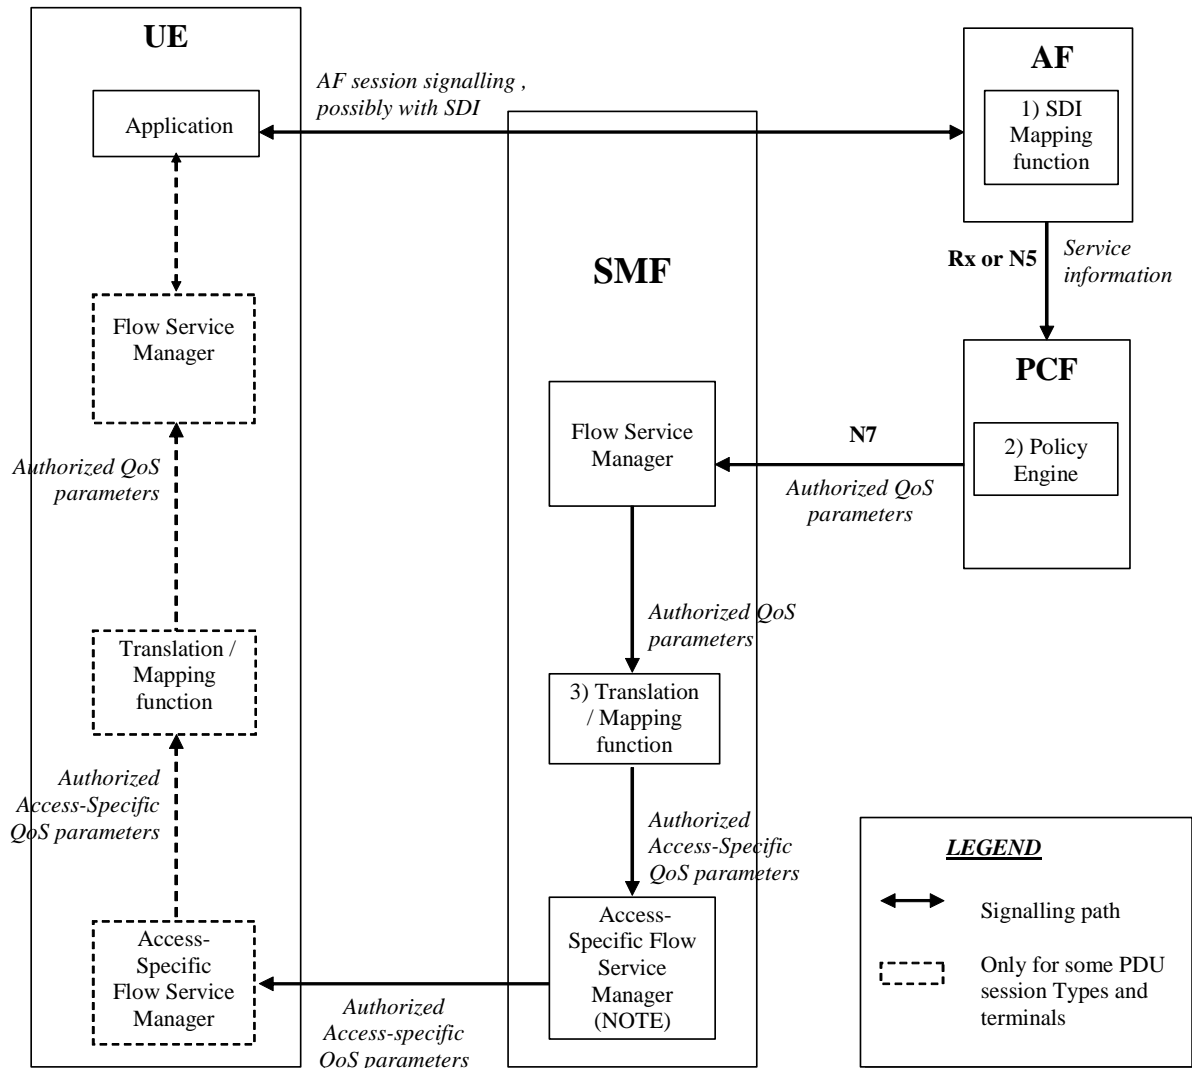 UE
Application
AF session signalling ,
possibly with SDI
AF
1) SDI
Mapping
function
Rx or N5
Service
information
SMF
Flow Service
Manager
PCF
2) Policy
Engine
N7
Authorized QoS
parameters
Flow Service
Manager
Authorized QoS
parameters
Authorized QoS
parameters
Translation /
Mapping
function
3) Translation
/ Mapping
function
Authorized
Access-Specific
QoS parameters
Authorized
Access-Specific
QoS parameters
Access-
Specific
Flow Service
Manager
Access-
Specific Flow
Service
Manager
(NOTE)
Authorized
Access-specific
QoS parameters
LEGEND
Signalling path
Only for some PDU
session Types and
terminals